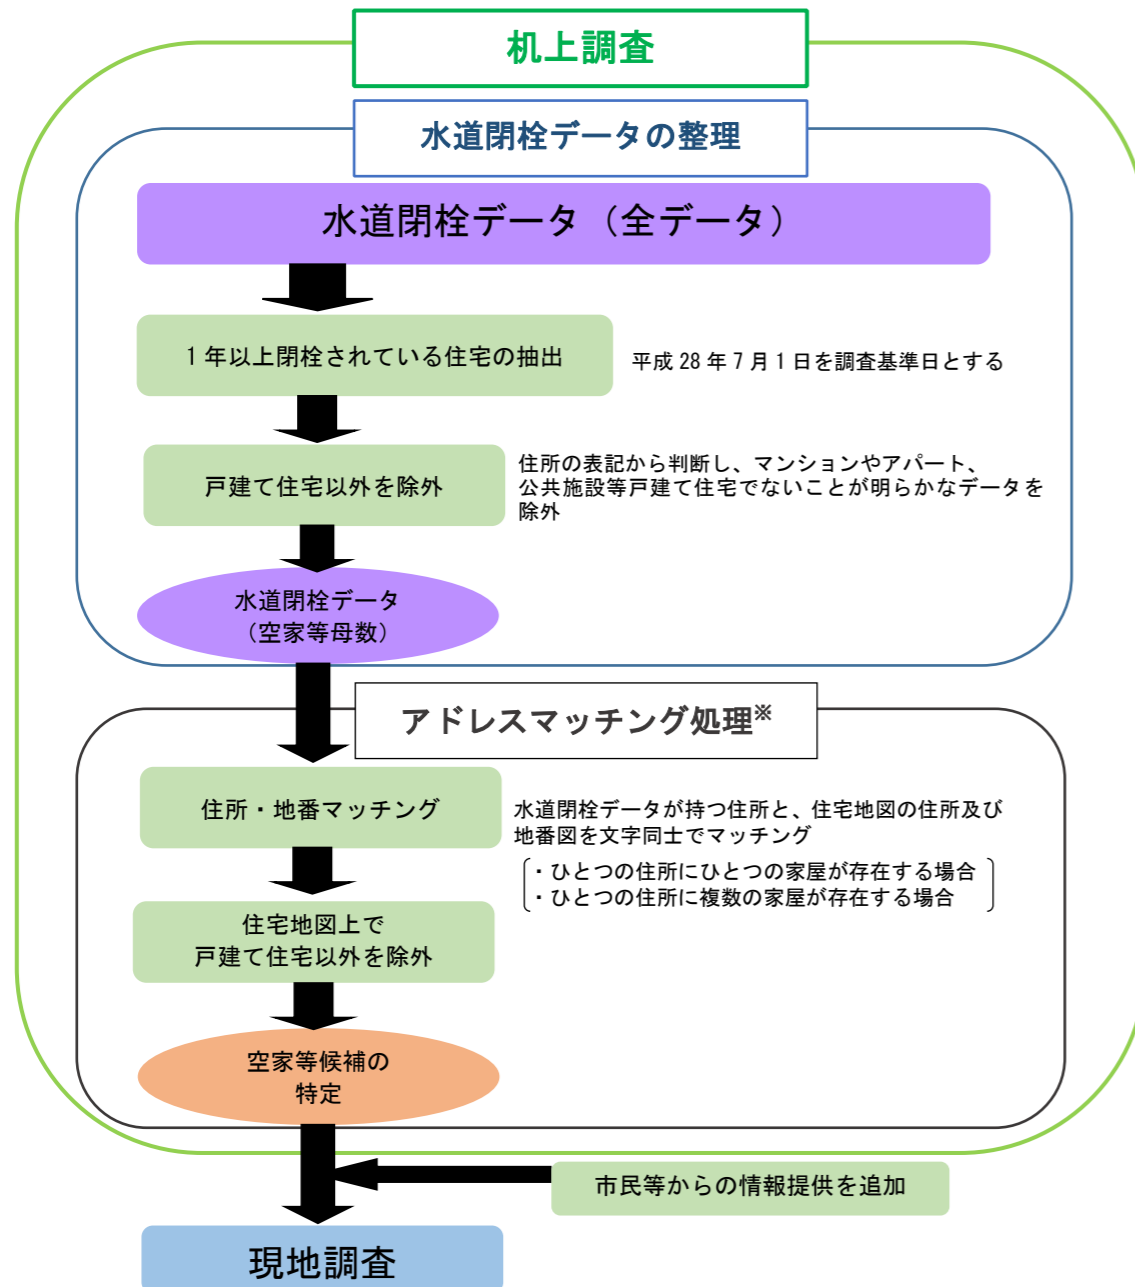 机上調査
水道閉栓データの整理
水道閉栓データ（全データ）
1年以上閉栓されている住宅の抽出
平成28年7月1日を調査基準日とする
戸建て住宅以外を除外
住所の表記から判断し、マンションやアパート、
公共施設等戸建て住宅でないことが明らかなデータを
除外
水道閉栓データ
（空家等母数）
アドレスマッチング処理※
住所・地番マッチング
水道閉栓データが持つ住所と、住宅地図の住所及び
地番図を文字同士でマッチング
・ひとつの住所にひとつの家屋が存在する場合
・ひとつの住所に複数の家屋が存在する場合
住宅地図上で
戸建て住宅以外を除外
空家等候補の
特定
市民等からの情報提供を追加
現地調査